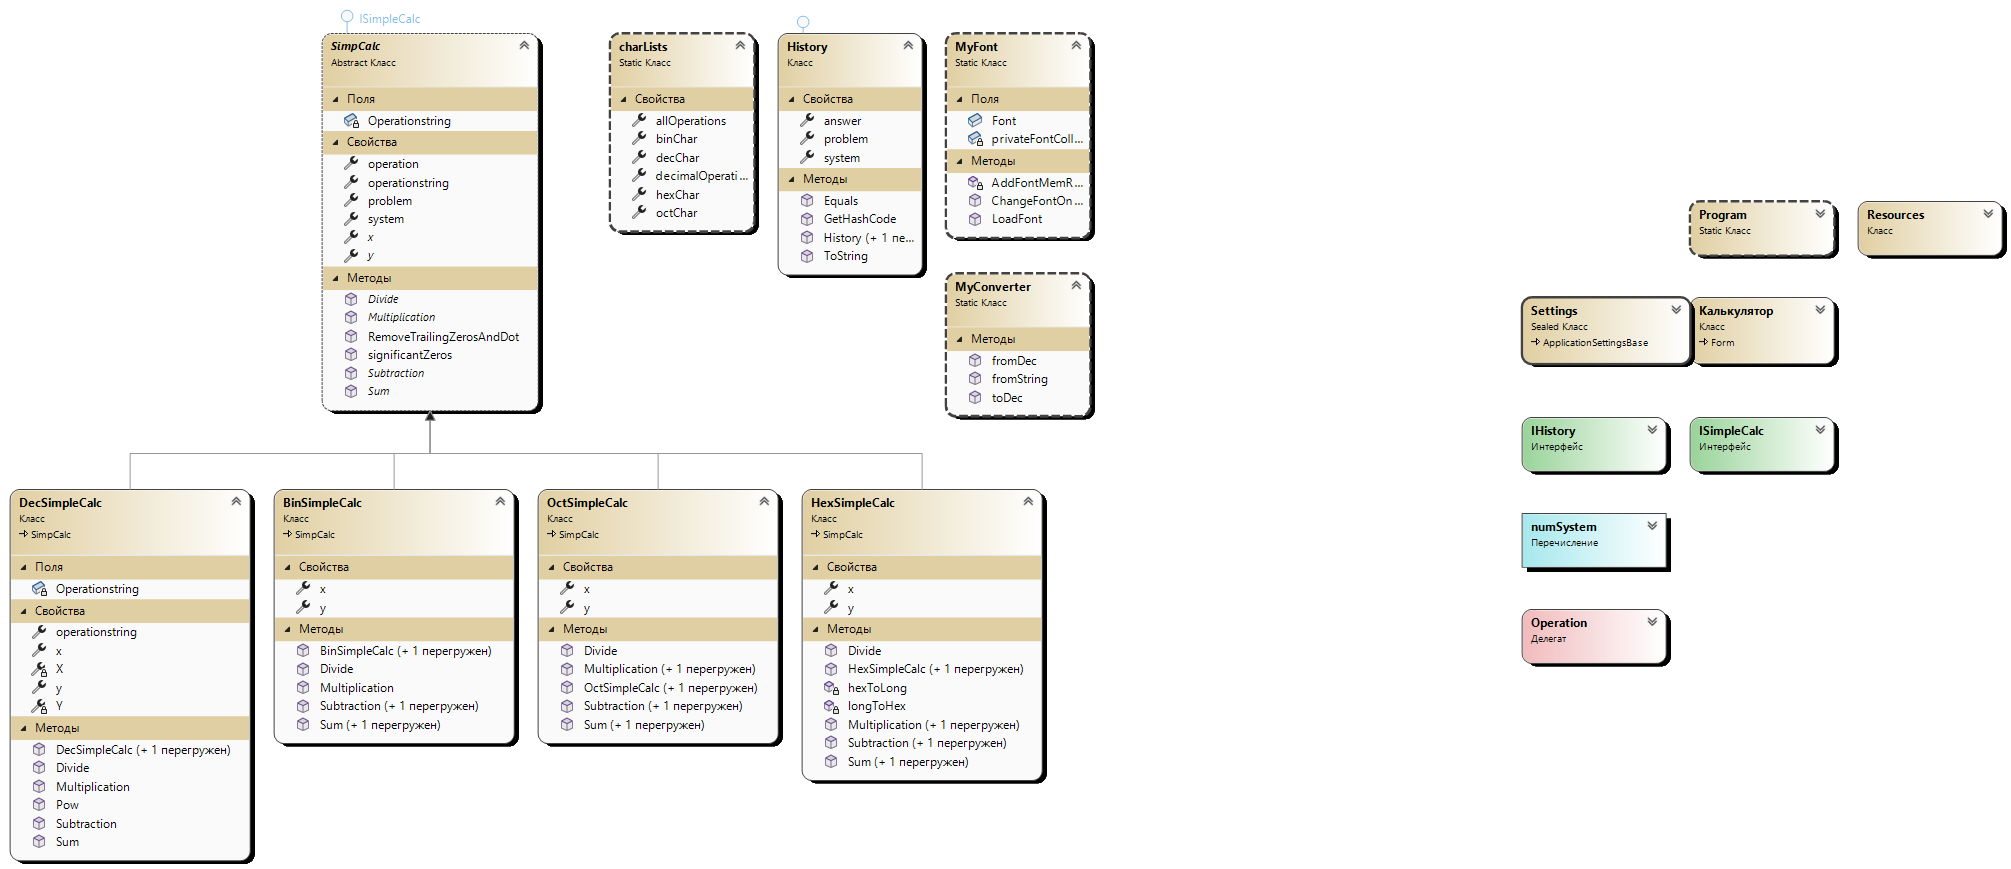 ISimpleCalc
SimpCalc
Abstract Класс
Поля
Operationstring
Свойства
operation
operationstring
problem
system
x
y
Методы
Divide
Multiplication
RemoveTrailingZerosAndDot
significantZeros
Subtraction
Sum
charLists
Static Класс
Свойства
allOperations
binChar
decChar
decimalOperati...
hexChar
octChar
History
Класс
Свойства
answer
problem
system
Методы
Equals
GetHashCode
History (+ 1 пе...
ToString
MyFont
Static Класс
Поля
Font
privateFontColl...
Методы
AddFontMemR...
ChangeFontOn...
LoadFont
MyConverter
Static Класс
Методы
fromDec
fromString
toDec
DecSimpleCalc
Класс
SimpCalc
Поля
Operationstring
Свойства
operationstring
x
X
y
Y
Методы
DecSimpleCalc (+ 1 перегружен)
Divide
Multiplication
Pow
Subtraction
Sum
BinSimpleCalc
Класс
SimpCalc
Свойства
x
y
Методы
BinSimpleCalc (+ 1 перегружен)
Divide
Multiplication
Subtraction (+ 1 перегружен)
Sum (+ 1 перегружен)
OctSimpleCalc
Класс
SimpCalc
Свойства
x
y
Методы
Divide
Multiplication (+ 1 перегружен)
OctSimpleCalc (+ 1 перегружен)
Subtraction (+ 1 перегружен)
Sum (+ 1 перегружен)
HexSimpleCalc
Класс
SimpCalc
Свойства
x
y
Методы
Divide
HexSimpleCalc (+ 1 перегружен)
hexToLong
longToHex
Multiplication (+ 1 перегружен)
Subtraction (+ 1 перегружен)
Sum (+ 1 перегружен)
Program
Static Класс
Resources
Класс
Settings
Sealed Класс
ApplicationSettingsBase
Калькулятор
Класс
Form
IHistory
Интерфейс
ISimpleCalc
Интерфейс
numSystem
Перечисление
Operation
Делегат